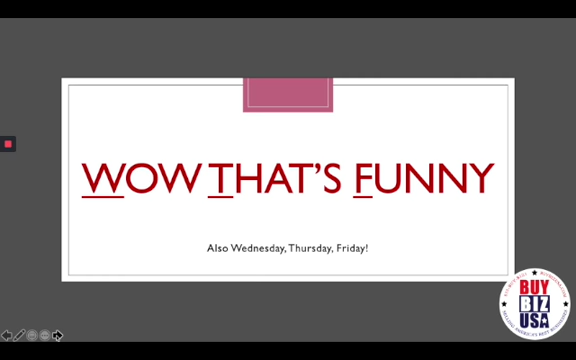 WOW THAT'S FUNNY
Also Wednesday, Thursday, Friday!
BUY
BIZ
USA